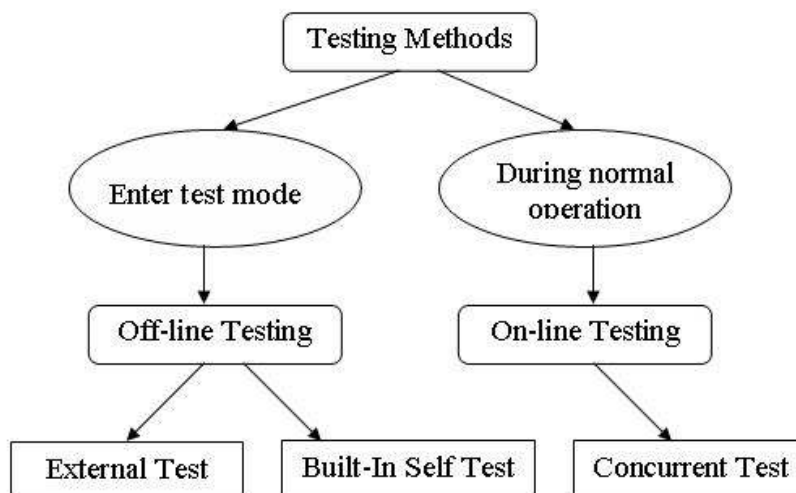 Testing Methods
Enter test mode
During normal
operation
Off-line Testing
On-line Testing
External Test
Built-In Self Test
Concurrent Test